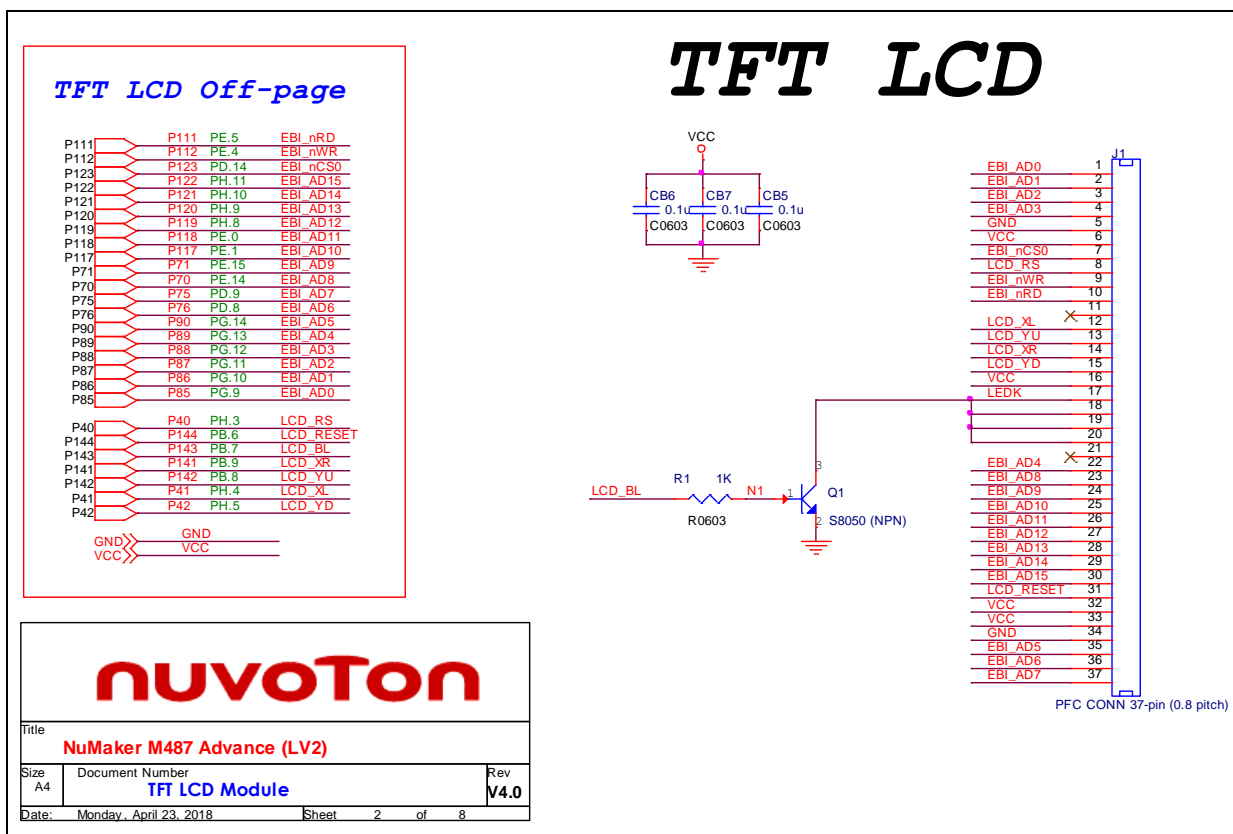 TFT LCD Off-page
P111 P111 PE.5 EBI_nRD
P112 P112 PE.4 EBI_nWR
P123 P123 PD.14 EBI_nCS0
P122 P122 PH.11 EBI_AD15
P121 P121 PH.10 EBI_AD14
P120 P120 PH.9 EBI_AD13
P119 P119 PH.8 EBI_AD12
P118 P118 PE.0 EBI_AD11
P117 P117 PE.1 EBI_AD10
P71 P71 PE.15 EBI_AD9
P70 P70 PE.14 EBI_AD8
P75 P75 PD.9 EBI_AD7
P76 P76 PD.8 EBI_AD6
P90 P90 PG.14 EBI_AD5
P89 P89 PG.13 EBI_AD4
P88 P88 PG.12 EBI_AD3
P87 P87 PG.11 EBI_AD2
P86 P86 PG.10 EBI_AD1
P85 P85 PG.9 EBI_AD0
P40 P40 PH.3 LCD_RS
P144 P144 PB.6 LCD_RESET
P143 P143 PB.7 LCD_BL
P141 P141 PB.9 LCD_XR
P142 P142 PB.8 LCD_YU
P41 P41 PH.4 LCD_XL
P42 P42 PH.5 LCD_YD
GND GND
VCC VCC
TFT LCD
VCC
CB6 CB7 CB5
0.1u 0.1u 0.1u
C0603 C0603 C0603
LCD_BL R1 1K N1 1 Q1
R0603
3
2 S8050 (NPN)
J1
EBI_AD0 1
EBI_AD1 2
EBI_AD2 3
EBI_AD3 4
GND 5
VCC 6
EBI_nCS0 7
LCD_RS 8
EBI_nWR 9
EBI_nRD 10
11
LCD_XL 12
LCD_YU 13
LCD_XR 14
LCD_YD 15
VCC 16
LEDK 17
18
19
20
21
EBI_AD4 22
EBI_AD8 23
EBI_AD9 24
EBI_AD10 25
EBI_AD11 26
EBI_AD12 27
EBI_AD13 28
EBI_AD14 29
EBI_AD15 30
LCD_RESET 31
VCC 32
VCC 33
GND 34
EBI_AD5 35
EBI_AD6 36
EBI_AD7 37
PFC CONN 37-pin (0.8 pitch)
nuvoTon
Title
NuMaker M487 Advance (LV2)
Size Document Number Rev
A4 TFT LCD Module V4.0
Date: Monday, April 23, 2018 Sheet 2 of 8